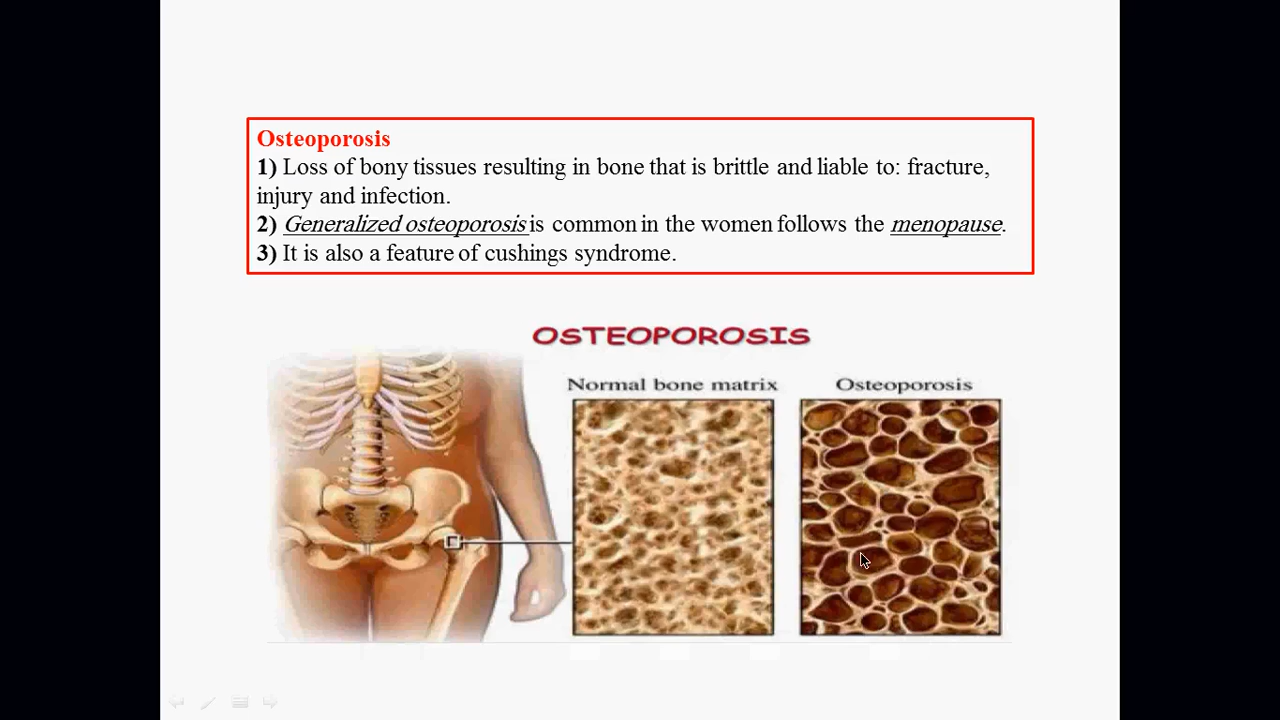 Osteoporosis
1) Loss of bony tissues resulting in bone that is brittle and liable to: fracture,
injury and infection.
2) Generalized osteoporosis is common in the women follows the menopause.
3) It is also a feature of cushings syndrome.
OSTEOPOROSIS
Normal bone matrix
Osteoporosis